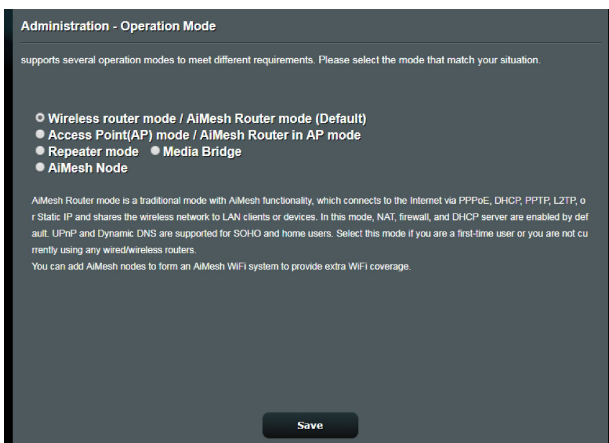 Administration - Operation Mode
supports several operation modes to meet different requirements. Please select the mode that match your situation.
Wireless router mode / AiMesh Router mode (Default)
Access Point(AP) mode / AiMesh Router in AP mode
Repeater mode Media Bridge
AiMesh Node
AiMesh Router mode is a traditional mode with AiMesh functionality, which connects to the Internet via PPPoE, DHCP, PPTP, L2TP, o
r Static IP and shares the wireless network to LAN clients or devices. In this mode, NAT, firewall, and DHCP server are enabled by def
ault. UPnP and Dynamic DNS are supported for SOHO and home users. Select this mode if you are a first-time user or you are not cu
rrently using any wired/wireless routers.
You can add AiMesh nodes to form an AiMesh WiFi system to provide extra WiFi coverage.
Save